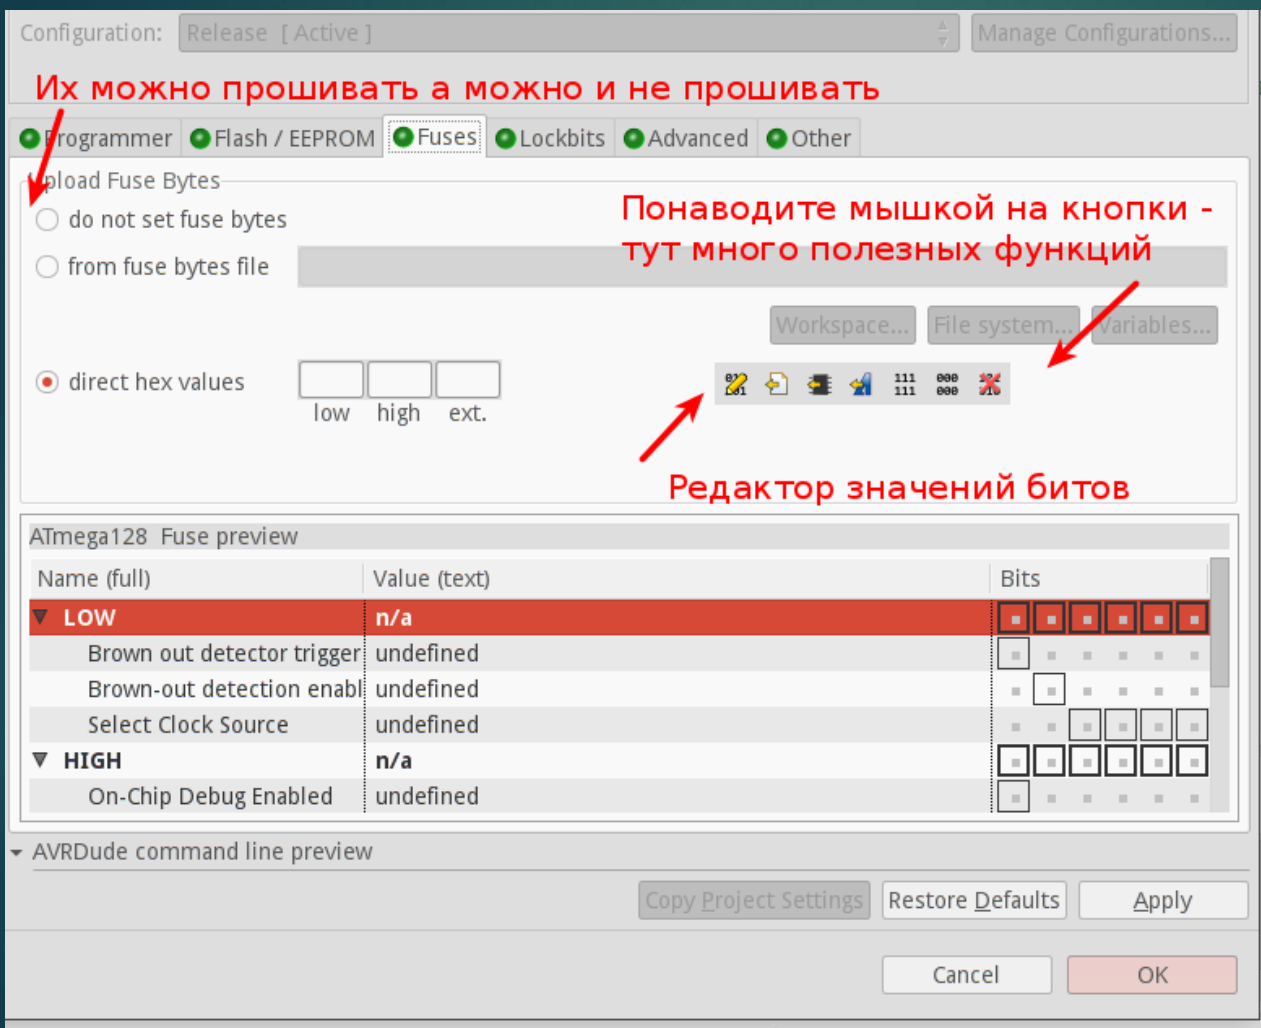 Configuration: Release [ Active ] Manage Configurations...
Их можно прошивать а можно и не прошивать
Programmer Flash / EEPROM Fuses Lockbits Advanced Other
Upload Fuse Bytes
do not set fuse bytes
Понаводите мышкой на кнопки -
тут много полезных функций
from fuse bytes file
Workspace... File system... Variables...
direct hex values
111 000
111 000
low high ext.
Редактор значений битов
ATmega128 Fuse preview
Name (full) Value (text) Bits
LOW n/a
Brown out detector trigger undefined
Brown-out detection enabl undefined
Select Clock Source undefined
HIGH n/a
On-Chip Debug Enabled undefined
AVRDude command line preview
Copy Project Settings Restore Defaults Apply
Cancel OK